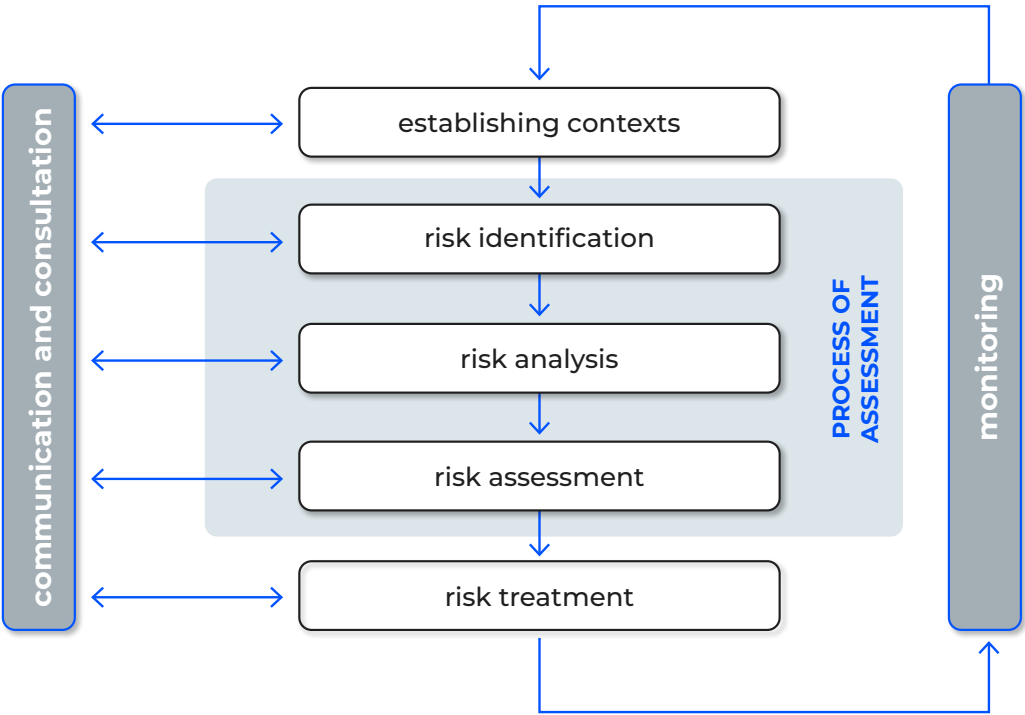 communication and consultation
establishing contexts
risk identification
risk analysis
risk assessment
risk treatment
PROCESS OF
ASSESSMENT
monitoring